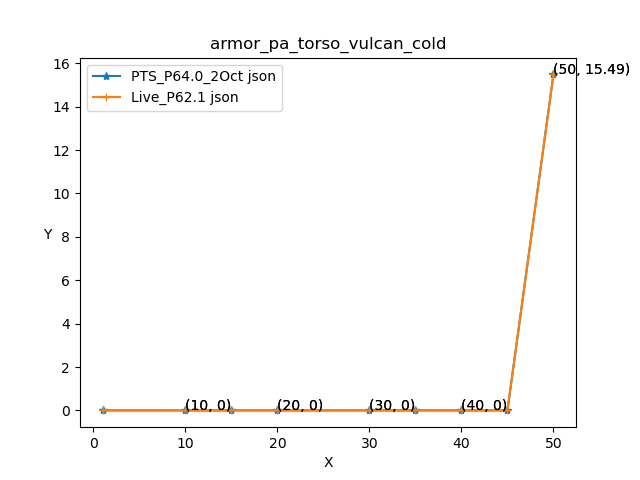 armor_pa_torso_vulcan_cold
PTS_P64.0_2Oct json
Live_P62.1 json
(50, 15.49)
16
14
12
10
8
Y
6
4
2
0
(10, 0)
(20, 0)
(30, 0)
(40, 0)
0 10 20 30 40 50
X